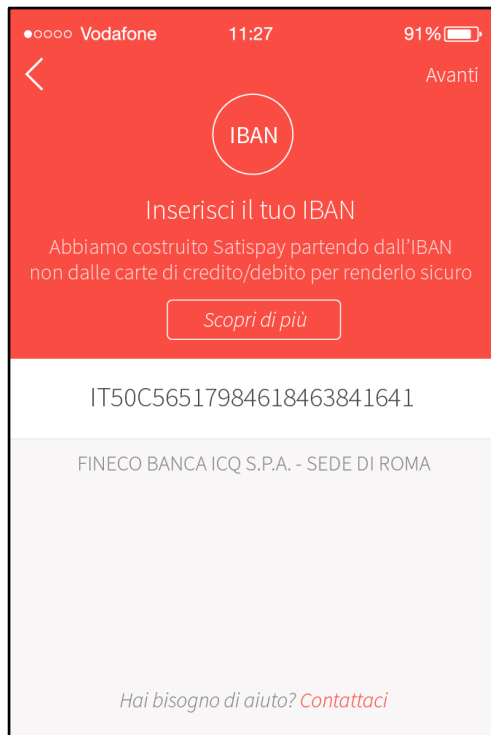 Vodafone 11:27 91%
Avanti
IBAN
Inserisci il tuo IBAN
Abbiamo costruito Satispay partendo dall'IBAN
non dalle carte di credito/debito per renderlo sicuro
Scopri di più
IT50C56517984618463841641
FINECO BANCA ICQ S.P.A. - SEDE DI ROMA
Hai bisogno di aiuto? Contattaci